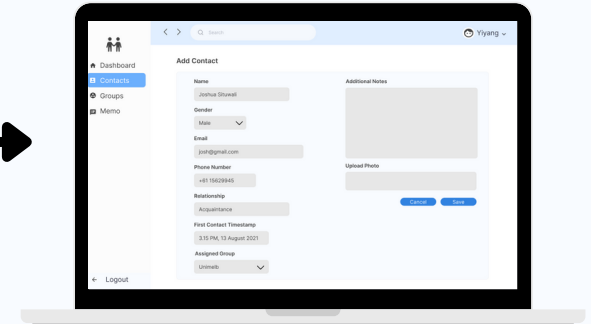 Search
Yiyang
Dashboard
Contacts
Groups
Memo
Logout
Add Contact
Name
Joshua Situwall
Gender
Male
Email
josh@gmail.com
Phone Number
+61 15629945
Relationship
Acquaintance
First Contact Timestamp
3:15 PM, 13 August 2021
Assigned Group
Unimelb
Additional Notes
Upload Photo
Cancel
Save